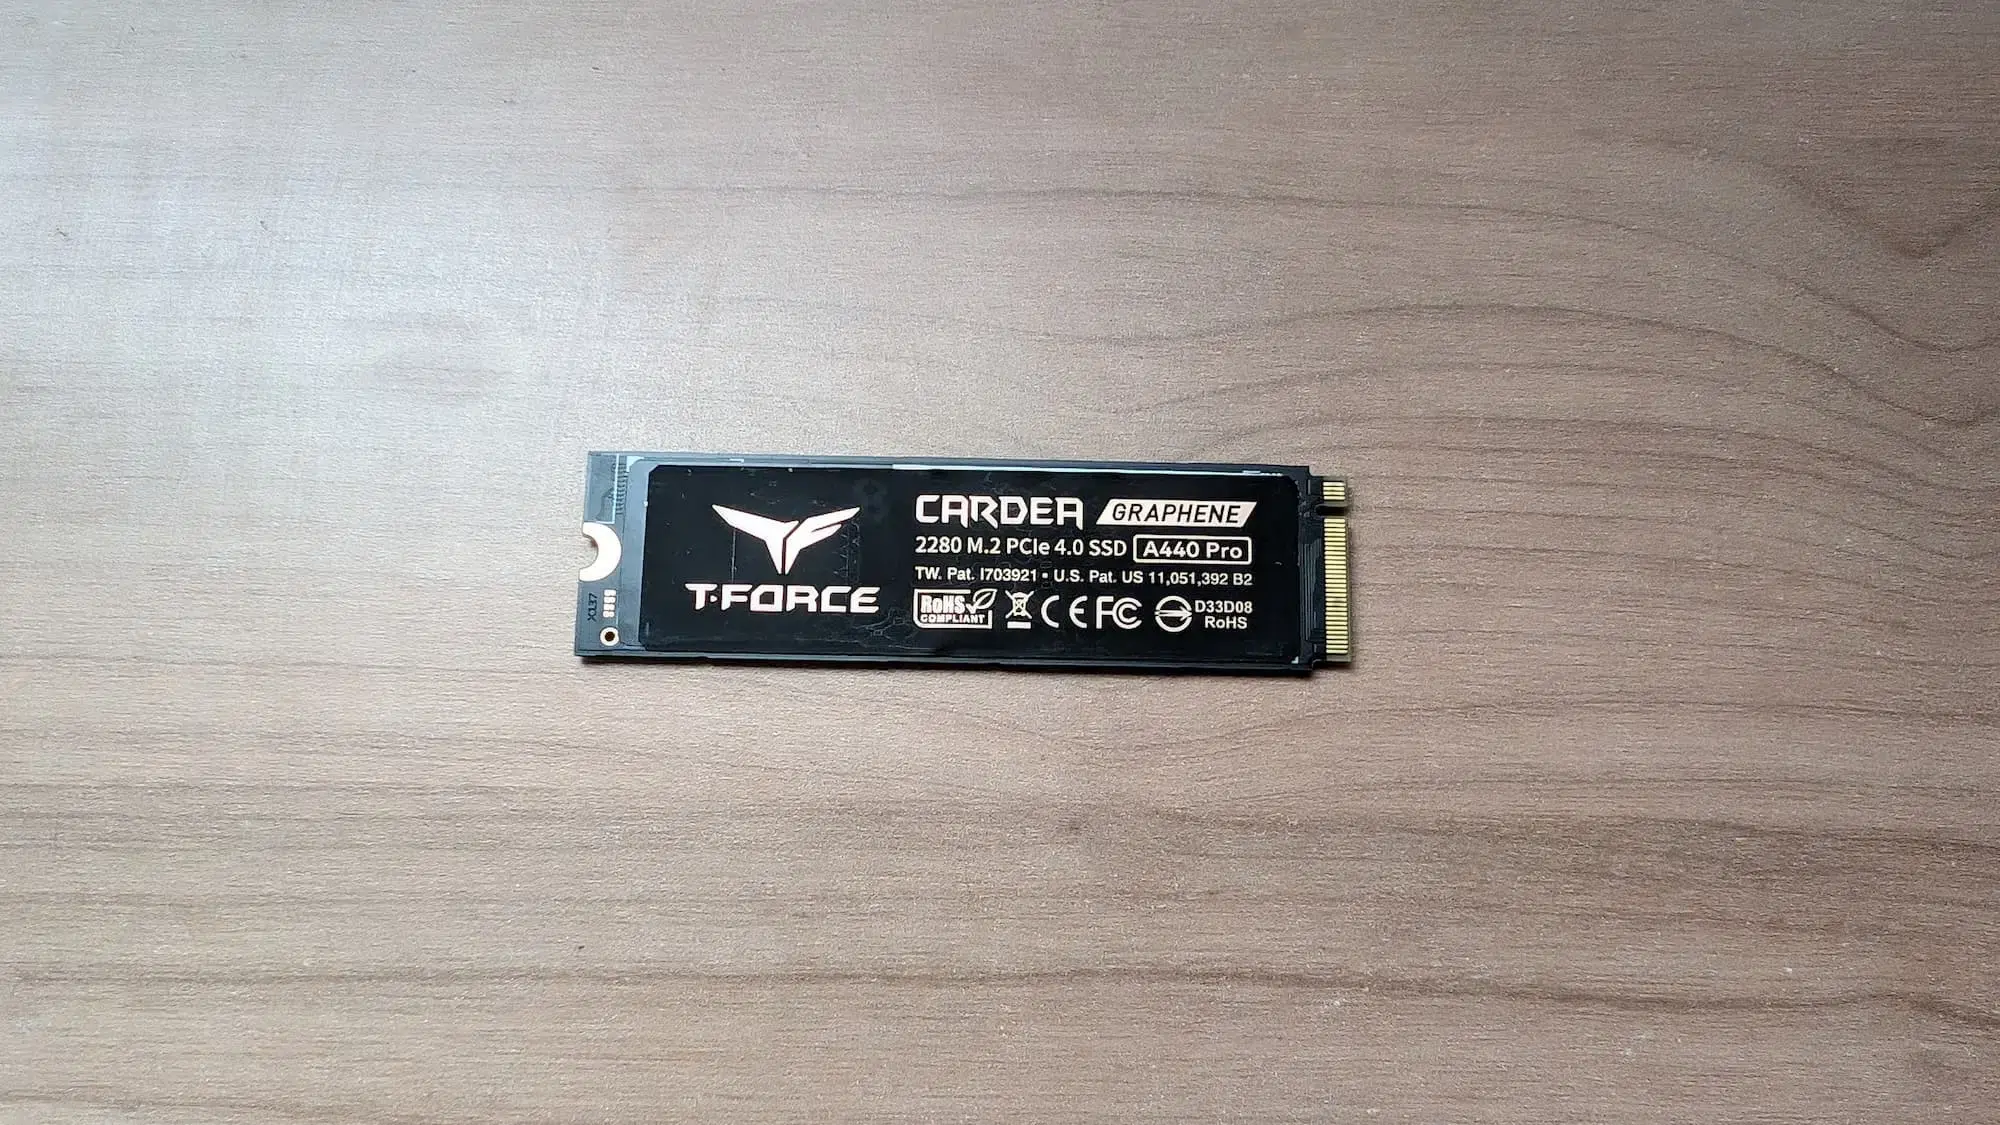 T-FORCE
CARDEA GRAPHENE
2280 M.2 PCIe 4.0 SSD A440 Pro
TW. Pat. I703921 • U.S. Pat. US 11,051,392 B2
RoHS
COMPLIANT
CE FC
D33D08
RoHS
X137